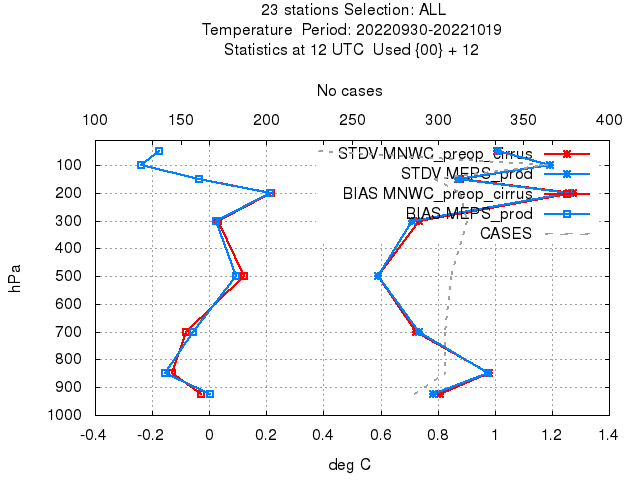 23 stations Selection: ALL
Temperature  Period: 20220930-20221019
Statistics at 12 UTC  Used {00} + 12
No cases
100 150 200 250 300 350 400
STDV MNWC_preop_cirrus
STDV MEPS_prod
BIAS MNWC_preop_cirrus
BIAS MEPS_prod
CASES
100
200
300
400
500
600
700
800
900
1000
hPa
-0.4 -0.2 0 0.2 0.4 0.6 0.8 1 1.2 1.4
deg C